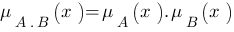 μ_{A . B}(x) = μ_A(x) . μ_B(x)